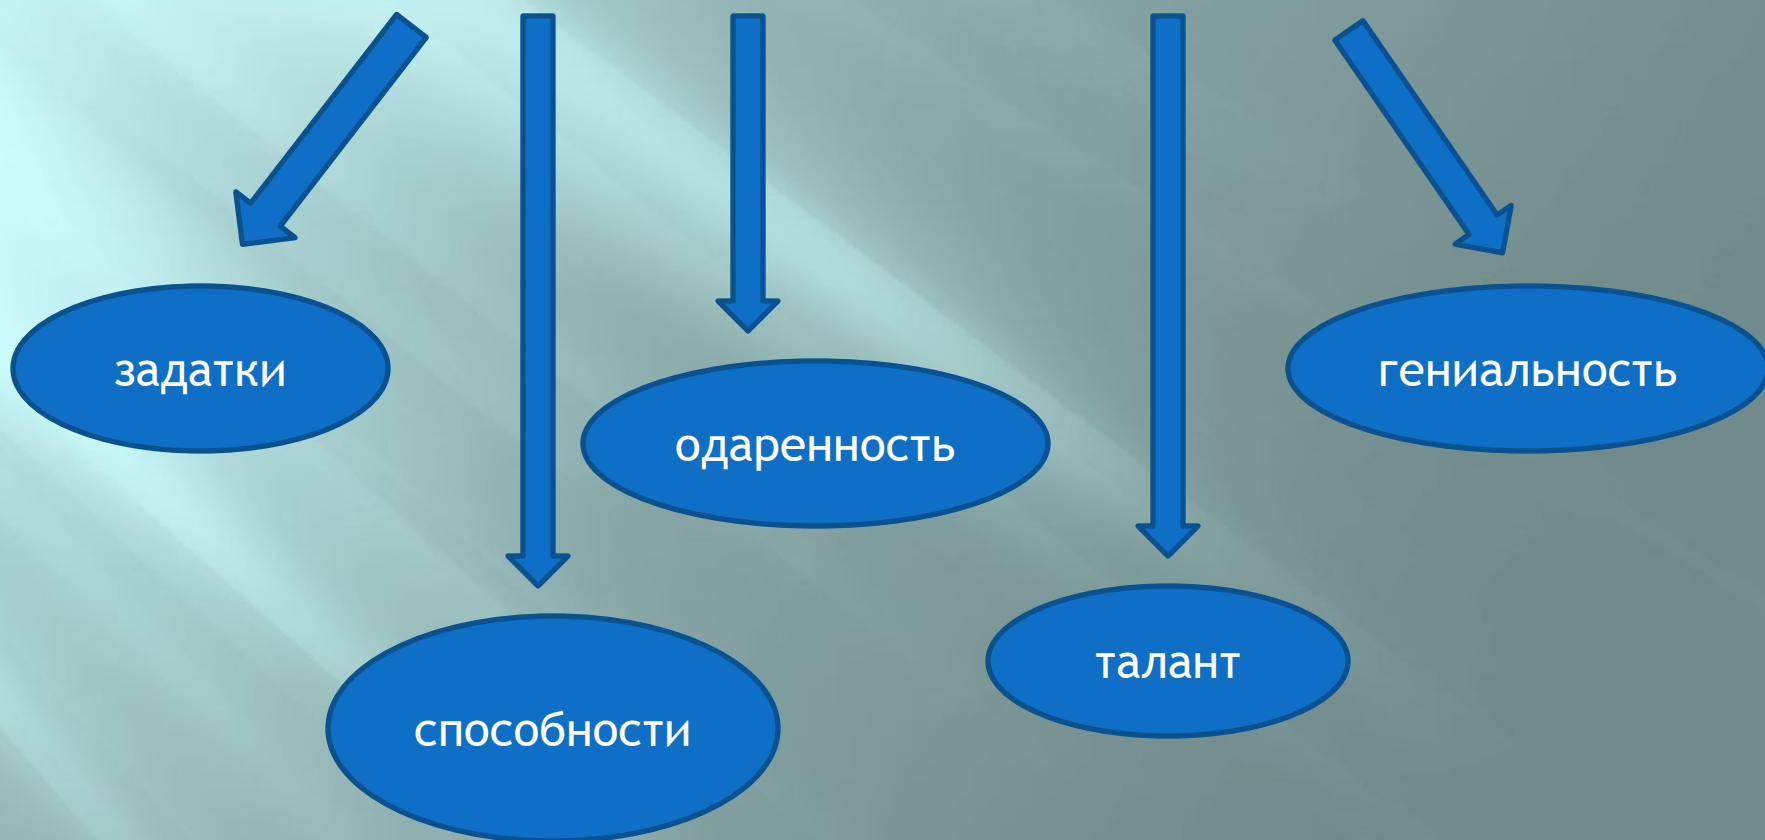 задатки
гениальность
одаренность
талант
способности